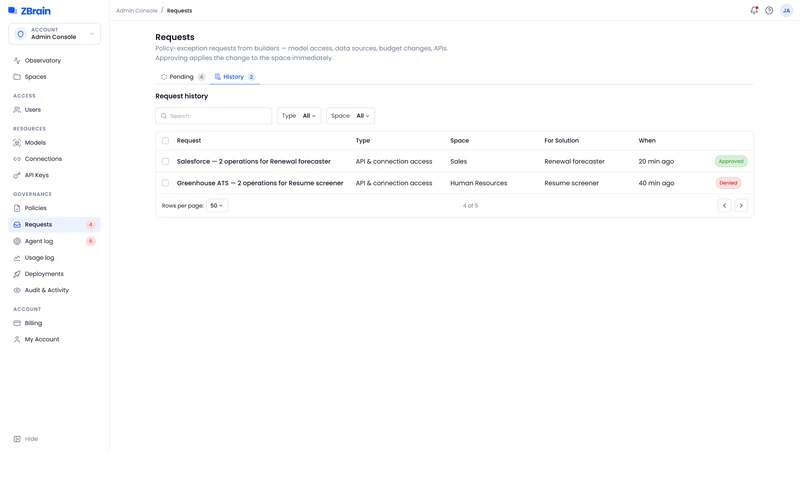 ZBrain
Admin Console / Requests
JA
ACCOUNT
Admin Console
Observatory
Spaces
ACCESS
Users
RESOURCES
Models
Connections
API Keys
GOVERNANCE
Policies
Requests 4
Agent log 6
Usage log
Deployments
Audit & Activity
ACCOUNT
Billing
My Account
Hide
Requests
Policy-exception requests from builders — model access, data sources, budget changes, APIs.
Approving applies the change to the space immediately.
Pending 4 History 2
Request history
Search Type All Space All
Request Type Space For Solution When
Salesforce — 2 operations for Renewal forecaster API & connection access Sales Renewal forecaster 20 min ago Approved
Greenhouse ATS — 2 operations for Resume screener API & connection access Human Resources Resume screener 40 min ago Denied
Rows per page: 50 4 of 5